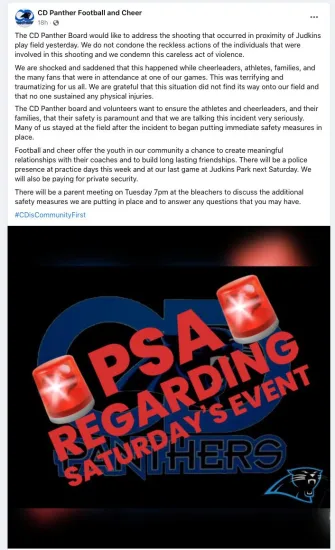 CD Panther Football and Cheer
18h ·
The CD Panther Board would like to address the shooting that occurred in proximity of Judkins
play field yesterday. We do not condone the reckless actions of the individuals that were
involved in this shooting and we condemn this careless act of violence.
We are shocked and saddened that this happened while cheerleaders, athletes, families, and
the many fans that were in attendance at one of our games. This was terrifying and
traumatizing for us all. We are grateful that this situation did not find its way onto our field and
that no one sustained any physical injuries.
The CD Panther board and volunteers want to ensure the athletes and cheerleaders, and their
families, that their safety is paramount and that we are talking this incident very seriously.
Many of us stayed at the field after the incident to began putting immediate safety measures in
place.
Football and cheer offer the youth in our community a chance to create meaningful
relationships with their coaches and to build long lasting friendships. There will be a police
presence at practice days this week and at our last game at Judkins Park next Saturday. We
will also be paying for private security.
There will be a parent meeting on Tuesday 7pm at the bleachers to discuss the additional
safety measures we are putting in place and to answer any questions that you may have.
#CDisCommunityFirst
PSA
REGARDING
SATURDAY'S EVENT
CD
PANTHERS